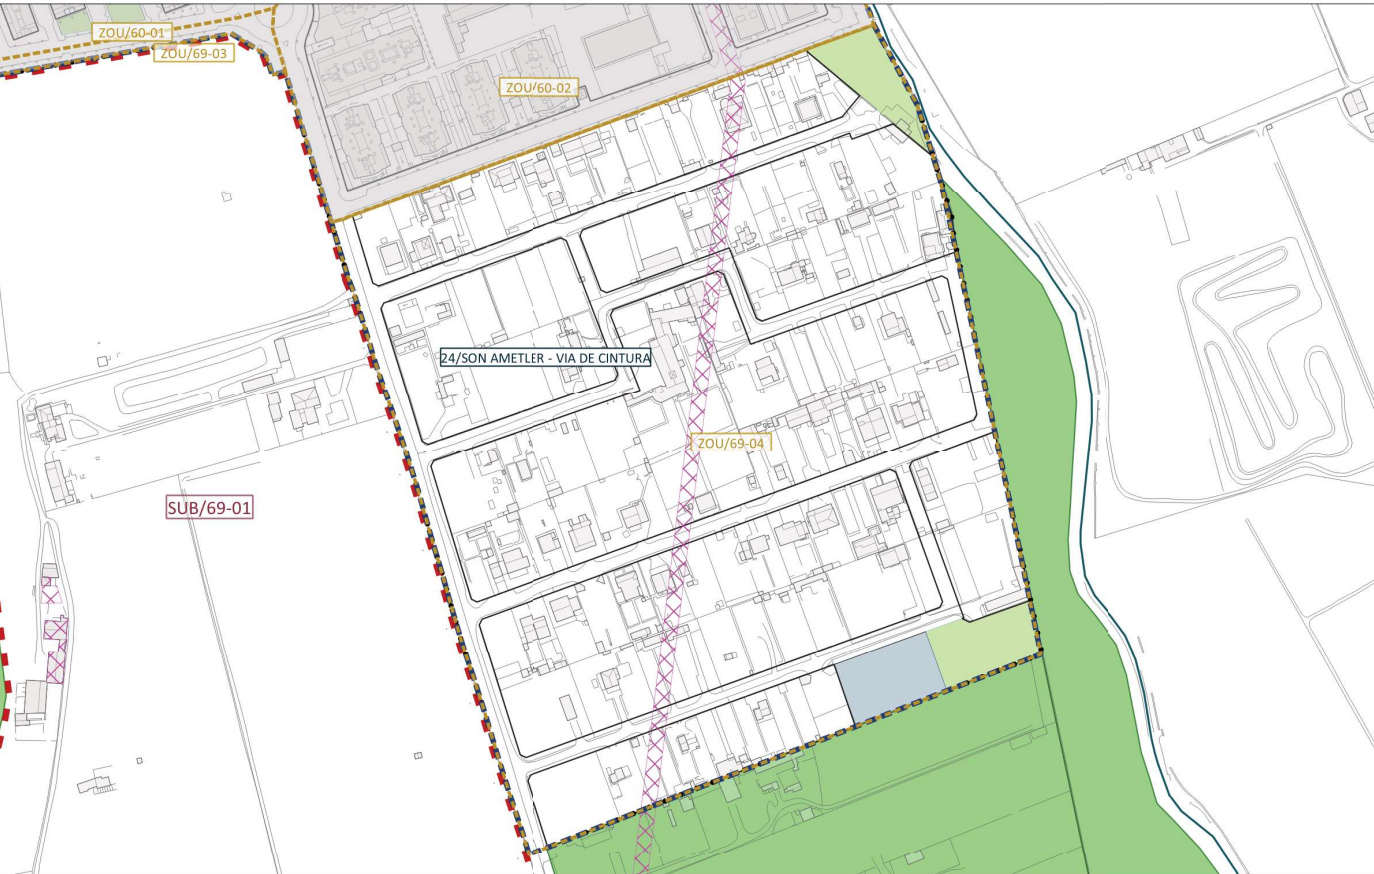 ZOU/60-01
ZOU/69-03
ZOU/60-02
24/SON AMETLER - VIA DE CINTURA
ZOU/69-04
SUB/69-01